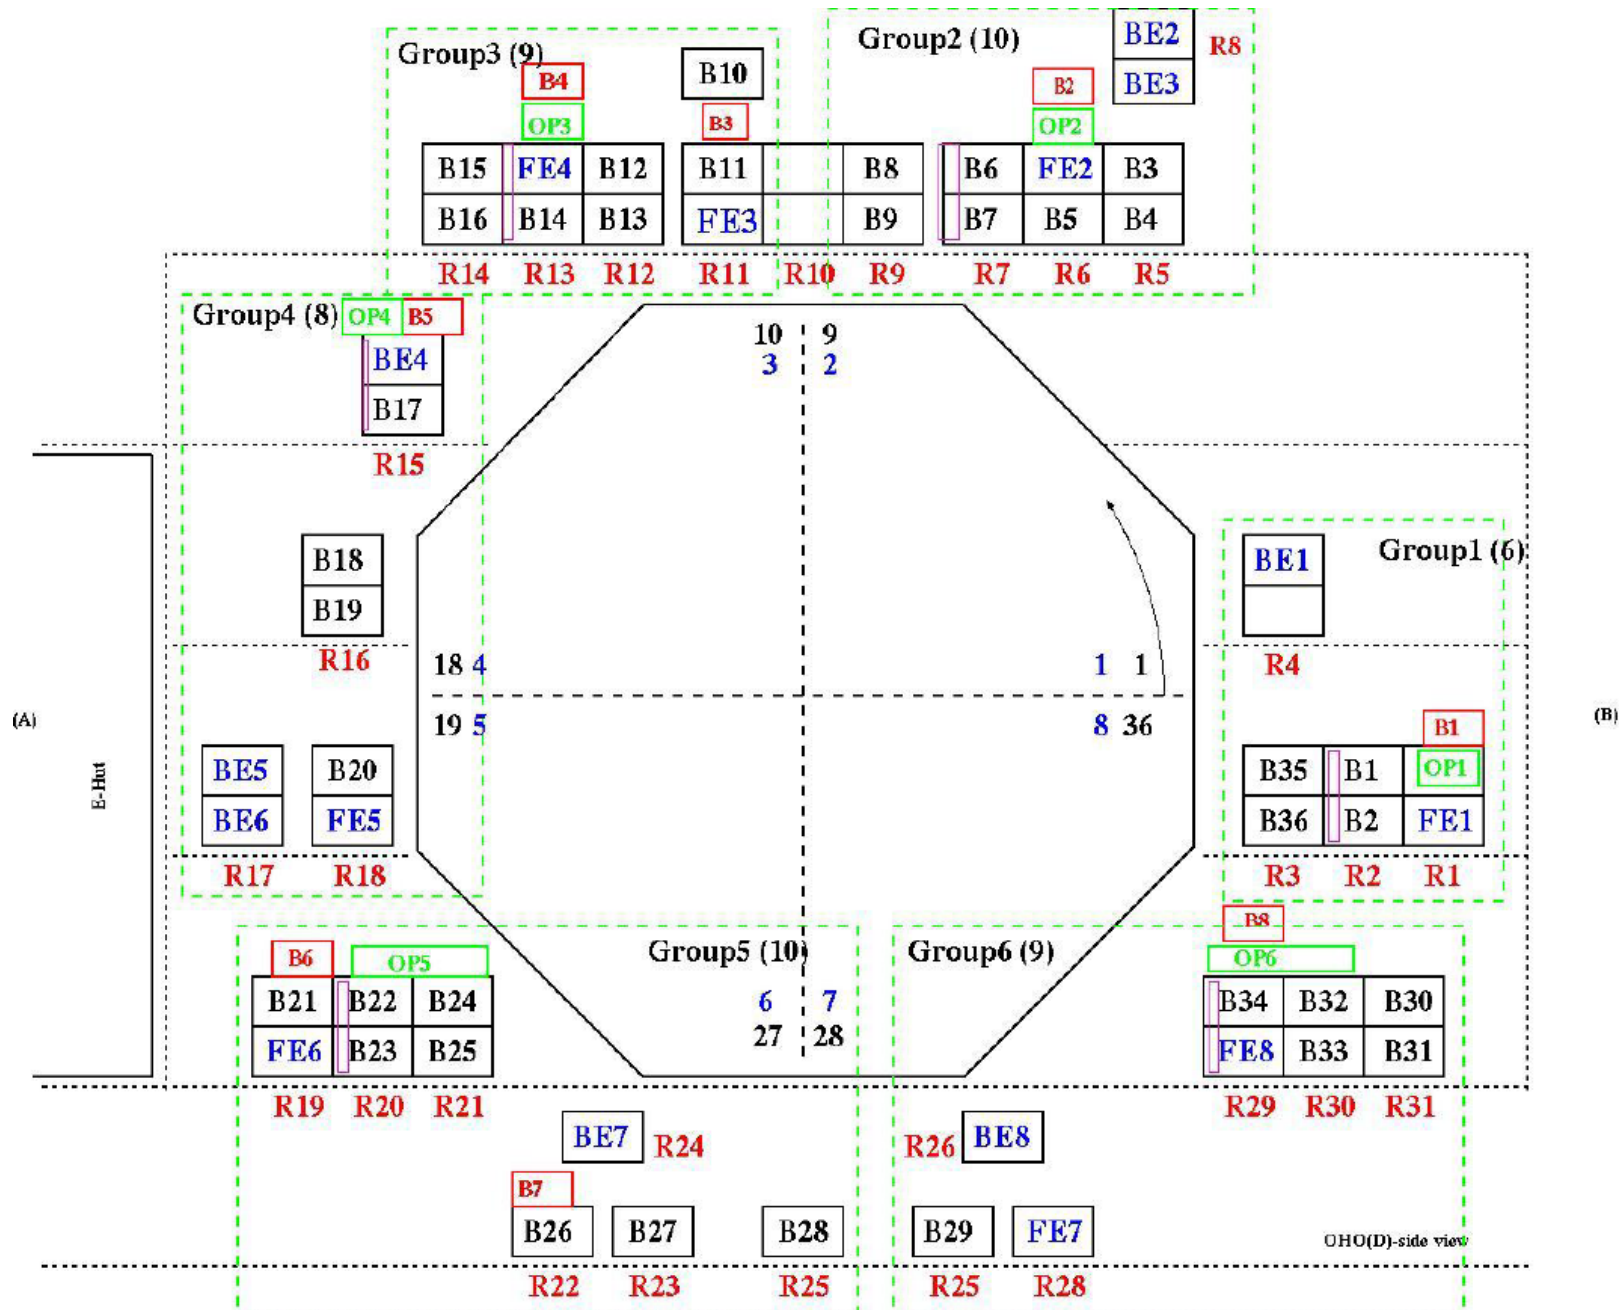 BE2
Group2 (10)
R8
Group3 (9)
B4
B10
B2
BE3
OP3
B3
OP2
B15 FE4 B12 B11 B8 B6 FE2 B3
B16 B14 B13 FE3 B9 B7 B5 B4
R14 R13 R12 R11 R10 R9 R7 R6 R5
Group4 (8) OP4 B5
10 9
3 2
BE4
B17
R15
B18 BE1 Group1 (6)
B19
R16 R4
18 4 1 1
19 5 8 36
(A) (B)
B1
E-Hut
BE5 B20 B35 B1 OP1
BE6 FE5 B36 B2 FE1
R17 R18 R3 R2 R1
B8
Group5 (10) Group6 (9)
B6 OP5 OP6
B21 B22 B24 6 7 B34 B32 B30
FE6 B23 B25 27 28 FE8 B33 B31
R19 R20 R21 R29 R30 R31
BE7 R24 R26 BE8
B7
B26 B27 B28 B29 FE7
OHO(D)-side view
R22 R23 R25 R25 R28